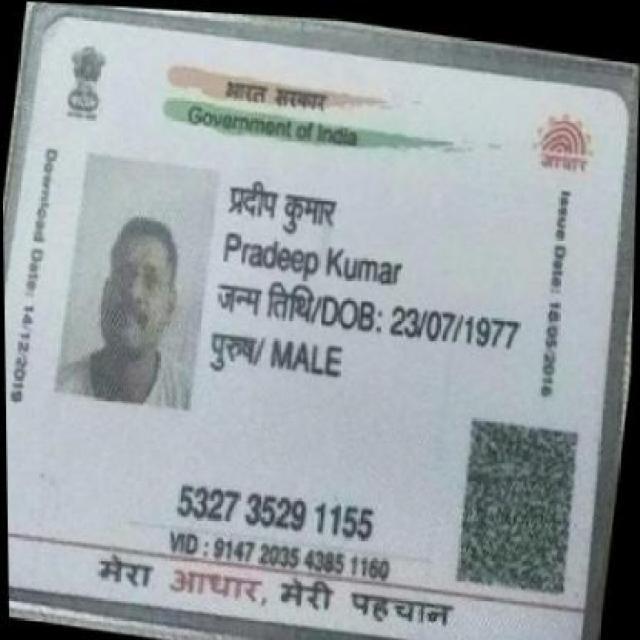 भारत सरकार
Government of India
आधार
Download Date: 14/12/2019
Issue Date: 18/05/2016
प्रदीप कुमार
Pradeep Kumar
जन्म तिथि/DOB: 23/07/1977
पुरुष/ MALE
5327 3529 1155
VID : 9147 2035 4385 1160
मेरा आधार, मेरी पहचान